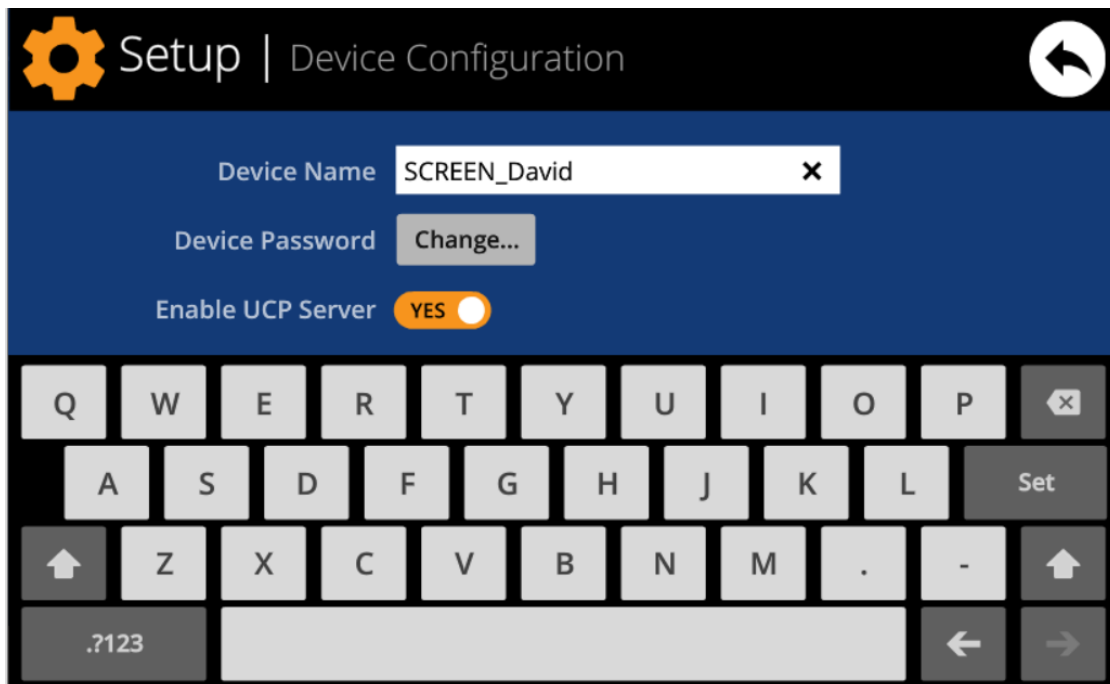 Setup | Device Configuration
Device Name SCREEN_David
Device Password Change...
Enable UCP Server YES
Q W E R T Y U I O P
A S D F G H J K L Set
Z X C V B N M . -
.?123